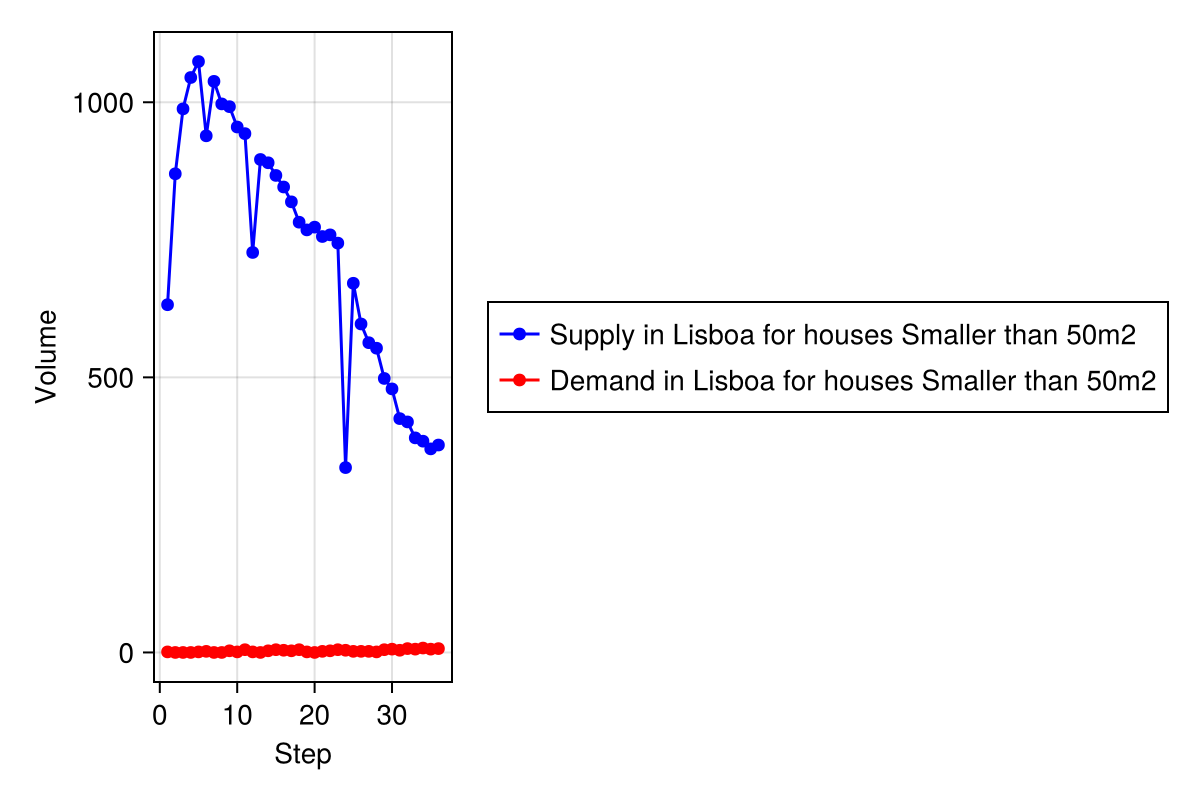 1000
500
0
Volume
0 10 20 30
Step
Supply in Lisboa for houses Smaller than 50m2
Demand in Lisboa for houses Smaller than 50m2